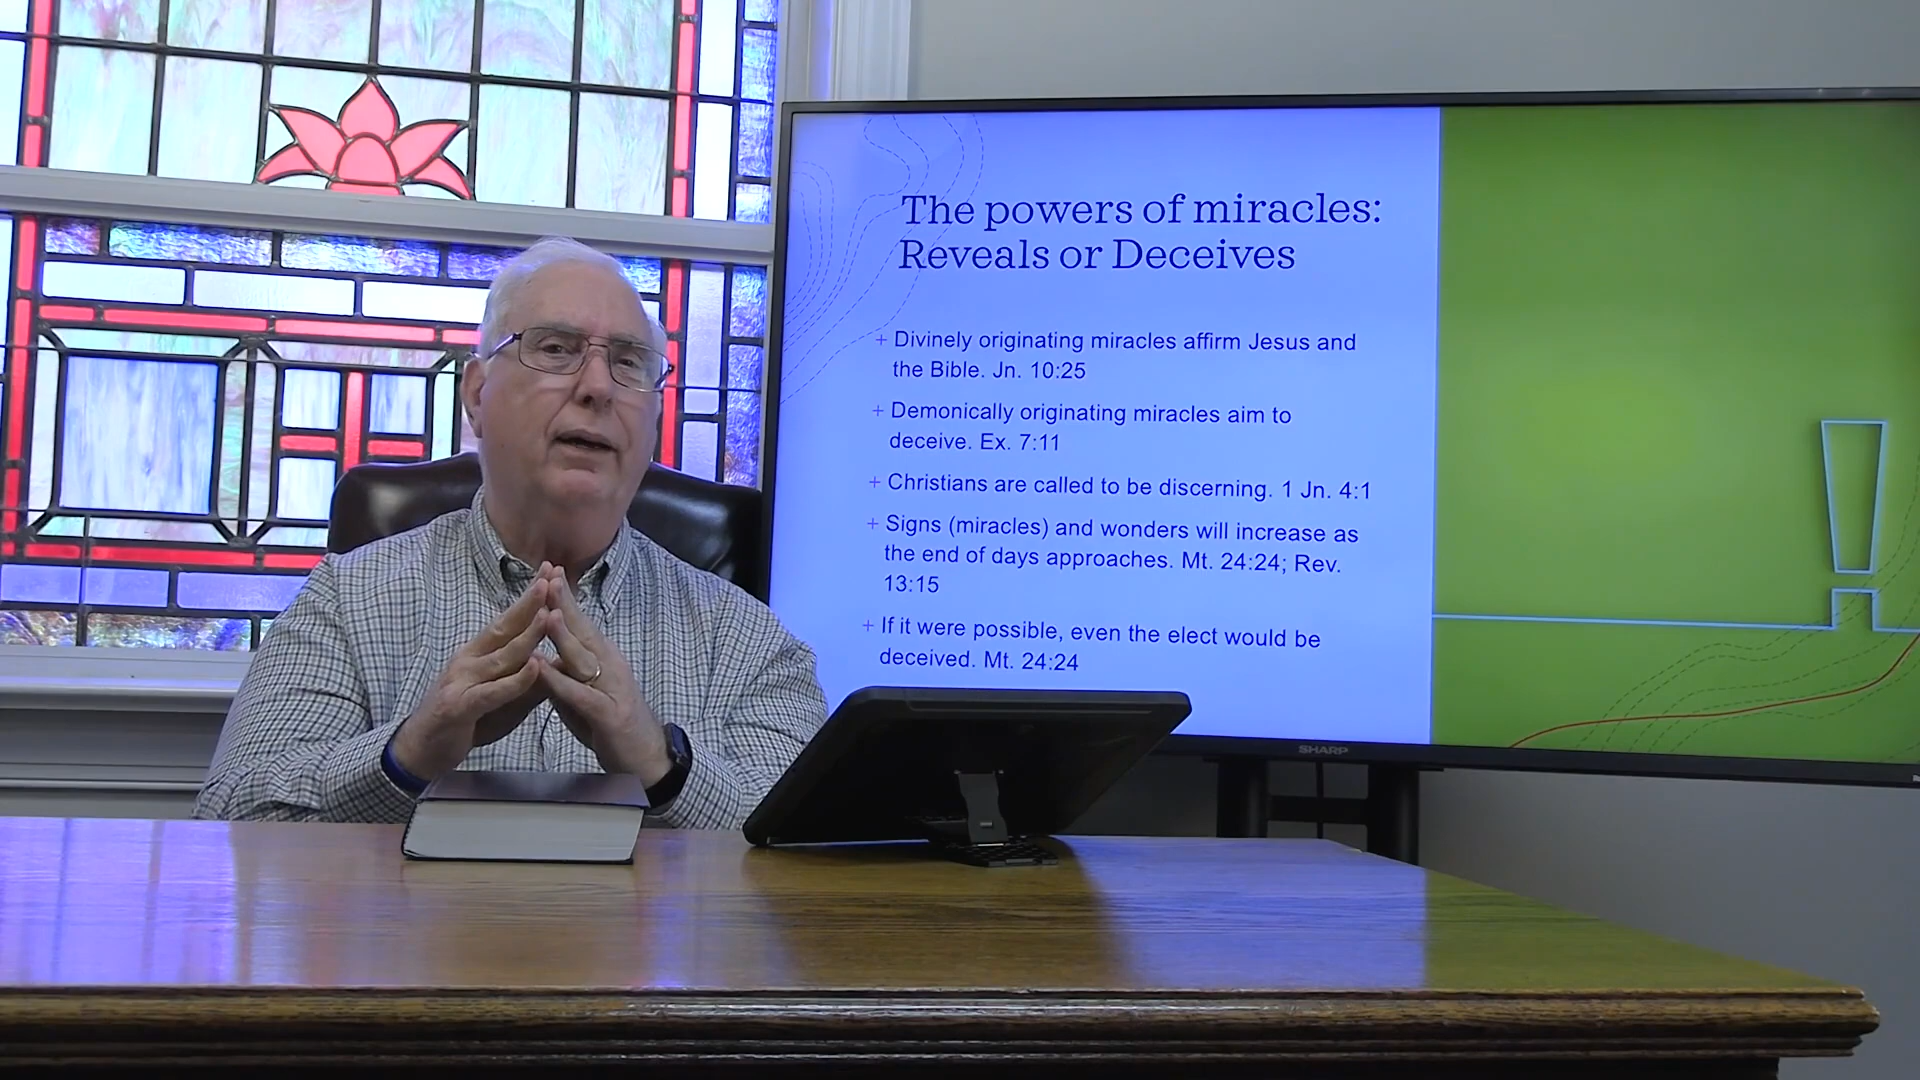 The powers of miracles:
Reveals or Deceives
+ Divinely originating miracles affirm Jesus and
the Bible. Jn. 10:25
+ Demonically originating miracles aim to
deceive. Ex. 7:11
+ Christians are called to be discerning. 1 Jn. 4:1
+ Signs (miracles) and wonders will increase as
the end of days approaches. Mt. 24:24; Rev.
13:15
+ If it were possible, even the elect would be
deceived. Mt. 24:24
!
SHARP